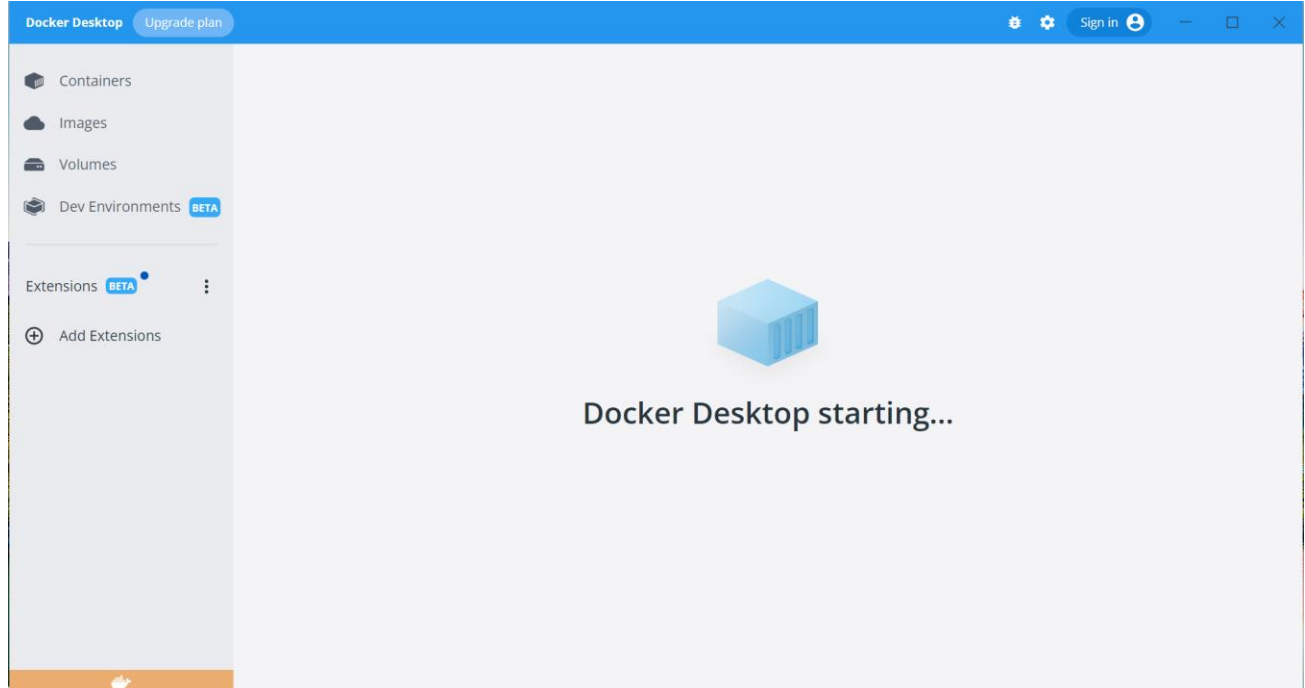 Docker Desktop Upgrade plan Sign in
Containers
Images
Volumes
Dev Environments BETA
Extensions BETA
Add Extensions
Docker Desktop starting...